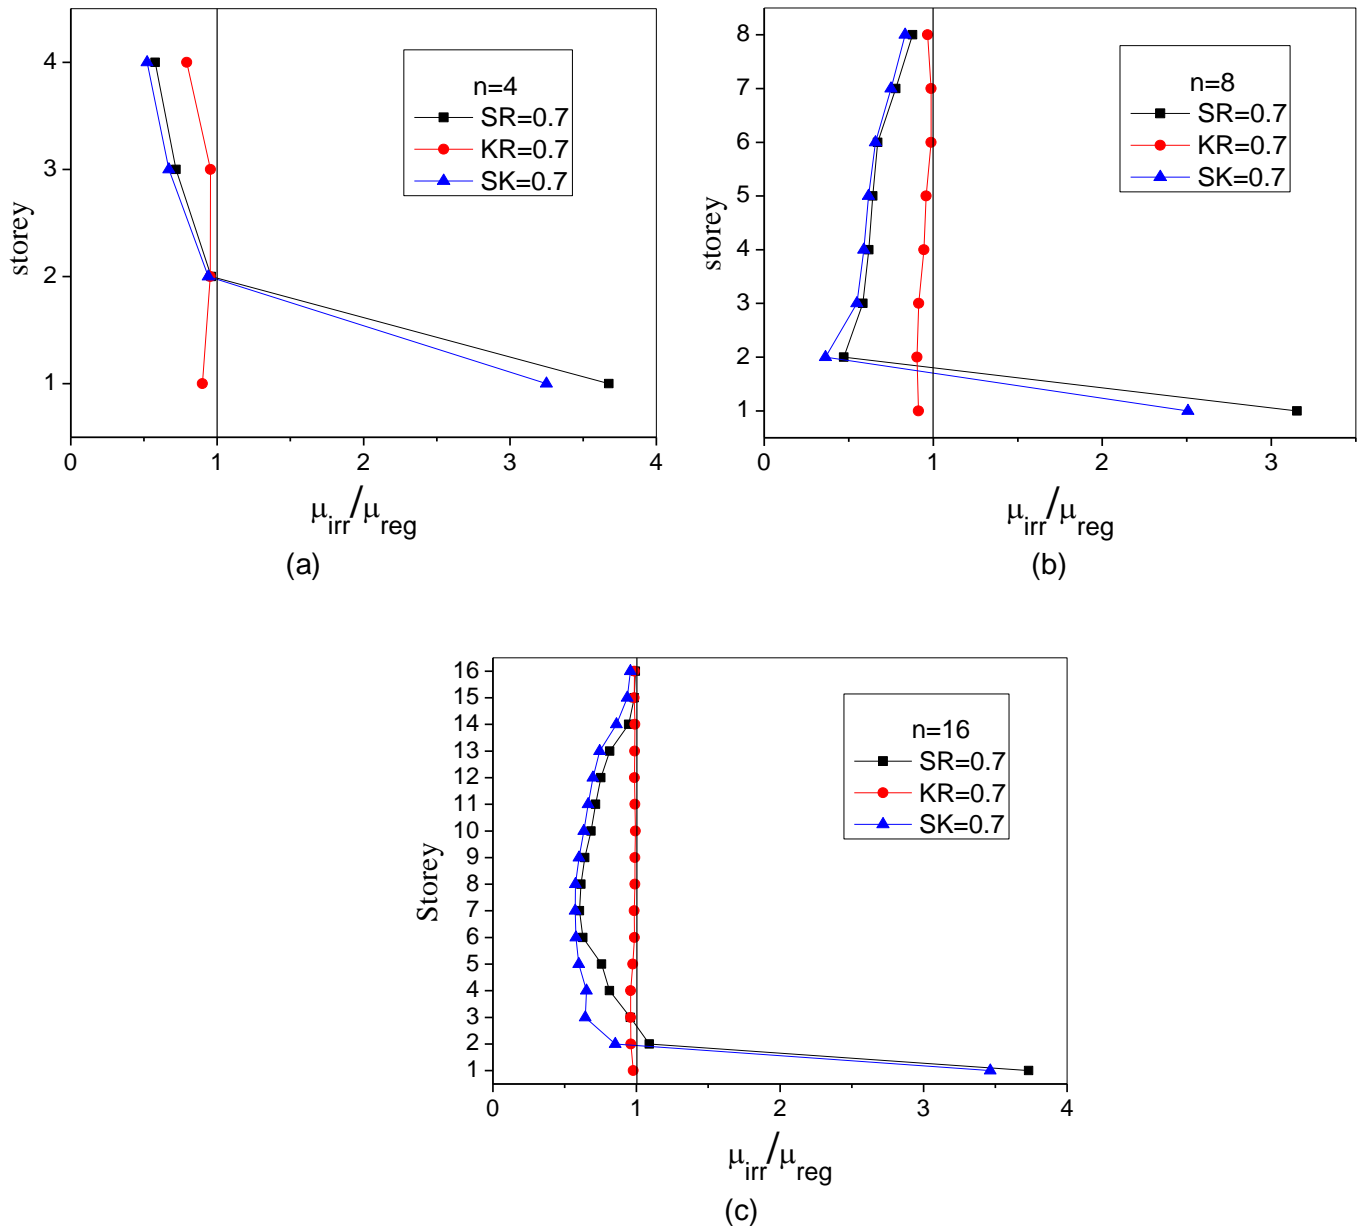 n=4
SR=0.7
KR=0.7
SK=0.7
4
3
2
1
storey
0 1 2 3 4
μirr/μreg
(a)
n=8
SR=0.7
KR=0.7
SK=0.7
8
7
6
5
4
3
2
1
storey
0 1 2 3
μirr/μreg
(b)
n=16
SR=0.7
KR=0.7
SK=0.7
16
15
14
13
12
11
10
9
8
7
6
5
4
3
2
1
Storey
0 1 2 3 4
μirr/μreg
(c)